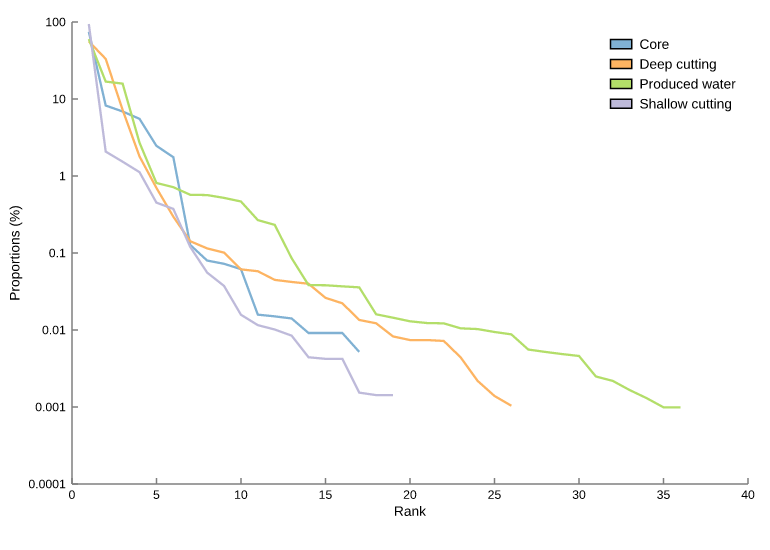 100
10
1
0.1
0.01
0.001
0.0001
Proportions (%)
0 5 10 15 20 25 30 35 40
Rank
Core
Deep cutting
Produced water
Shallow cutting